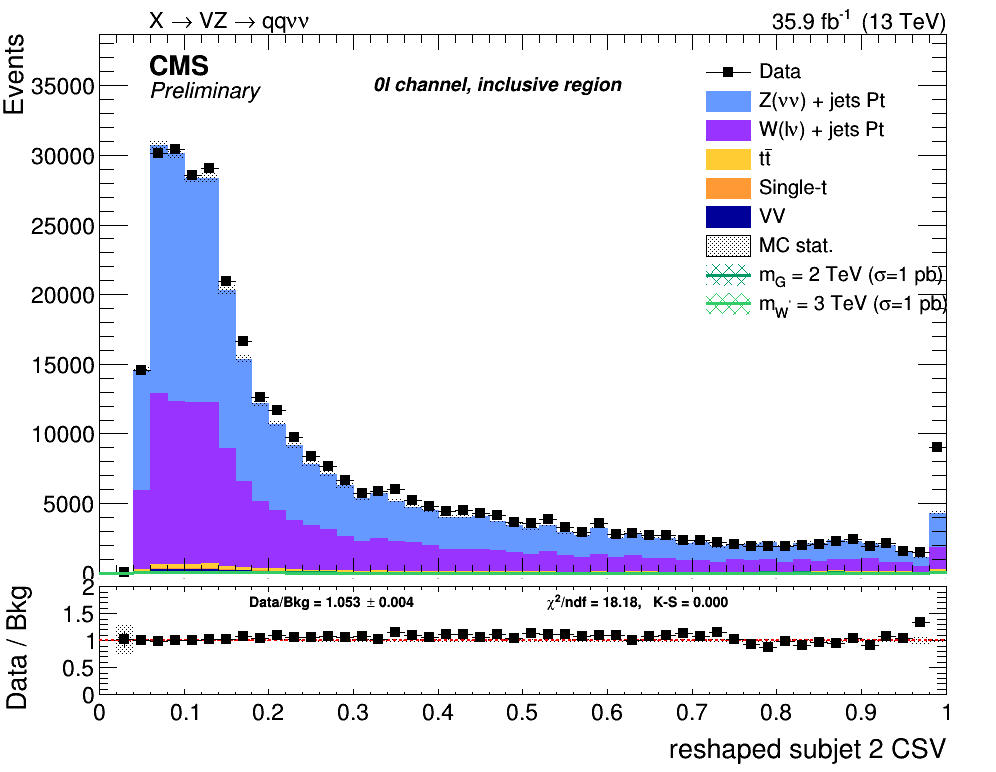 X → VZ → qqνν
35.9 fb⁻¹ (13 TeV)
Events
CMS
Preliminary
0l channel, inclusive region
Data
Z(νν) + jets Pt
W(lν) + jets Pt
tt̄
Single-t
VV
MC stat.
m_G = 2 TeV (σ=1 pb)
m_W' = 3 TeV (σ=1 pb)
35000
30000
25000
20000
15000
10000
5000
0
Data / Bkg
Data/Bkg = 1.053 ± 0.004
χ²/ndf = 18.18, K-S = 0.000
2
1.5
1
0.5
0
0 0.1 0.2 0.3 0.4 0.5 0.6 0.7 0.8 0.9 1
reshaped subjet 2 CSV